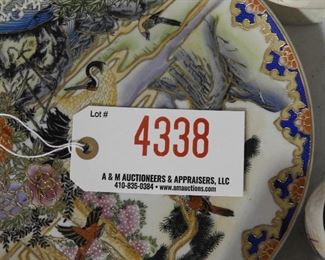 Lot #
4338
A & M AUCTIONEERS & APPRAISERS, LLC
410-835-0384 • www.amauctions.com